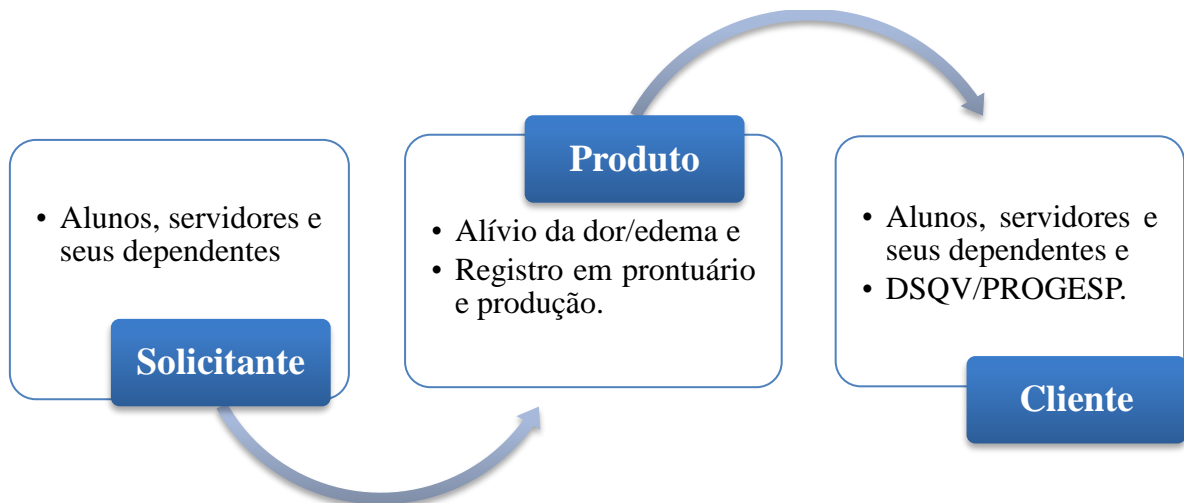 • Alunos, servidores e
seus dependentes
Solicitante
Produto
• Alívio da dor/edema e
• Registro em prontuário
e produção.
• Alunos, servidores e
seus dependentes e
• DSQV/PROGESP.
Cliente